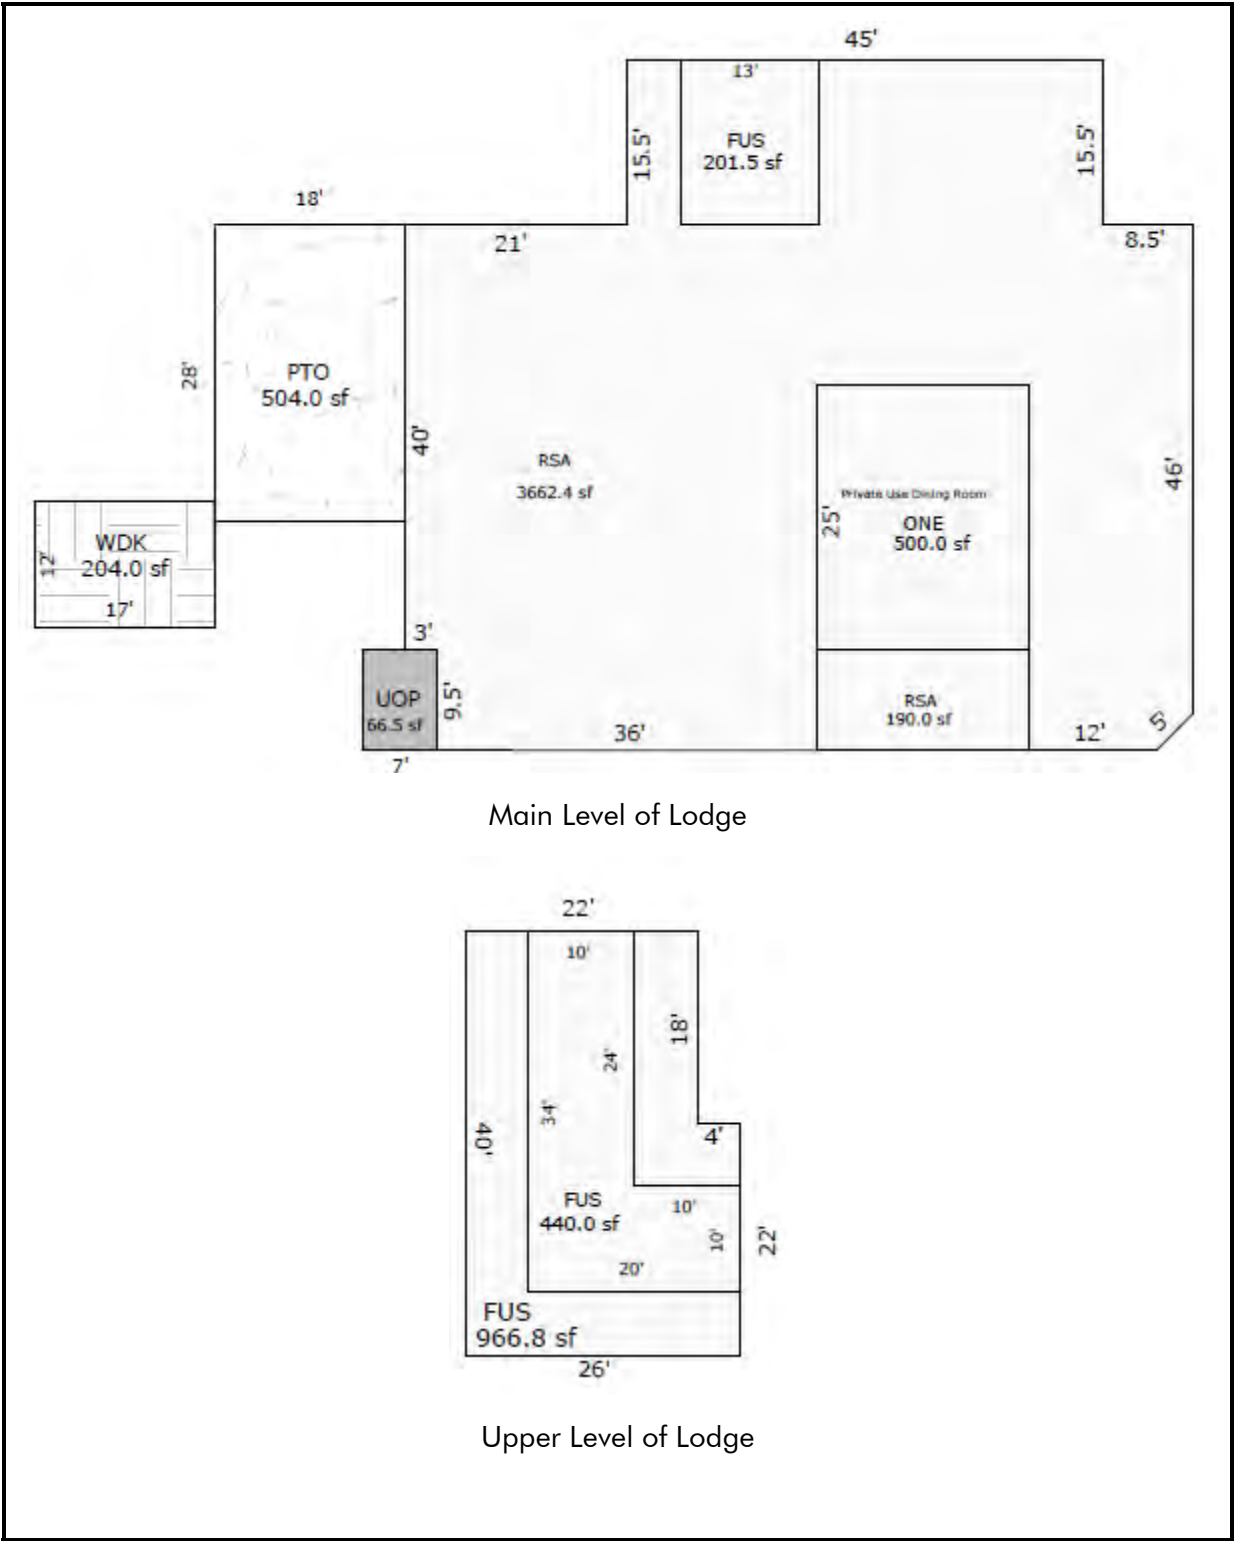 45'
13'
15.5'
FUS
201.5 sf
15.5'
18'
21'
8.5'
28'
PTO
504.0 sf
40'
RSA
3662.4 sf
46'
Private Use Dining Room
25'
ONE
500.0 sf
WDK
12'
204.0 sf
17'
3'
UOP
66.5 sf
9.5'
RSA
190.0 sf
36'
12'
5'
7'
Main Level of Lodge
22'
10'
18'
24'
34'
40'
4'
FUS
440.0 sf
10'
10'
22'
20'
FUS
966.8 sf
26'
Upper Level of Lodge